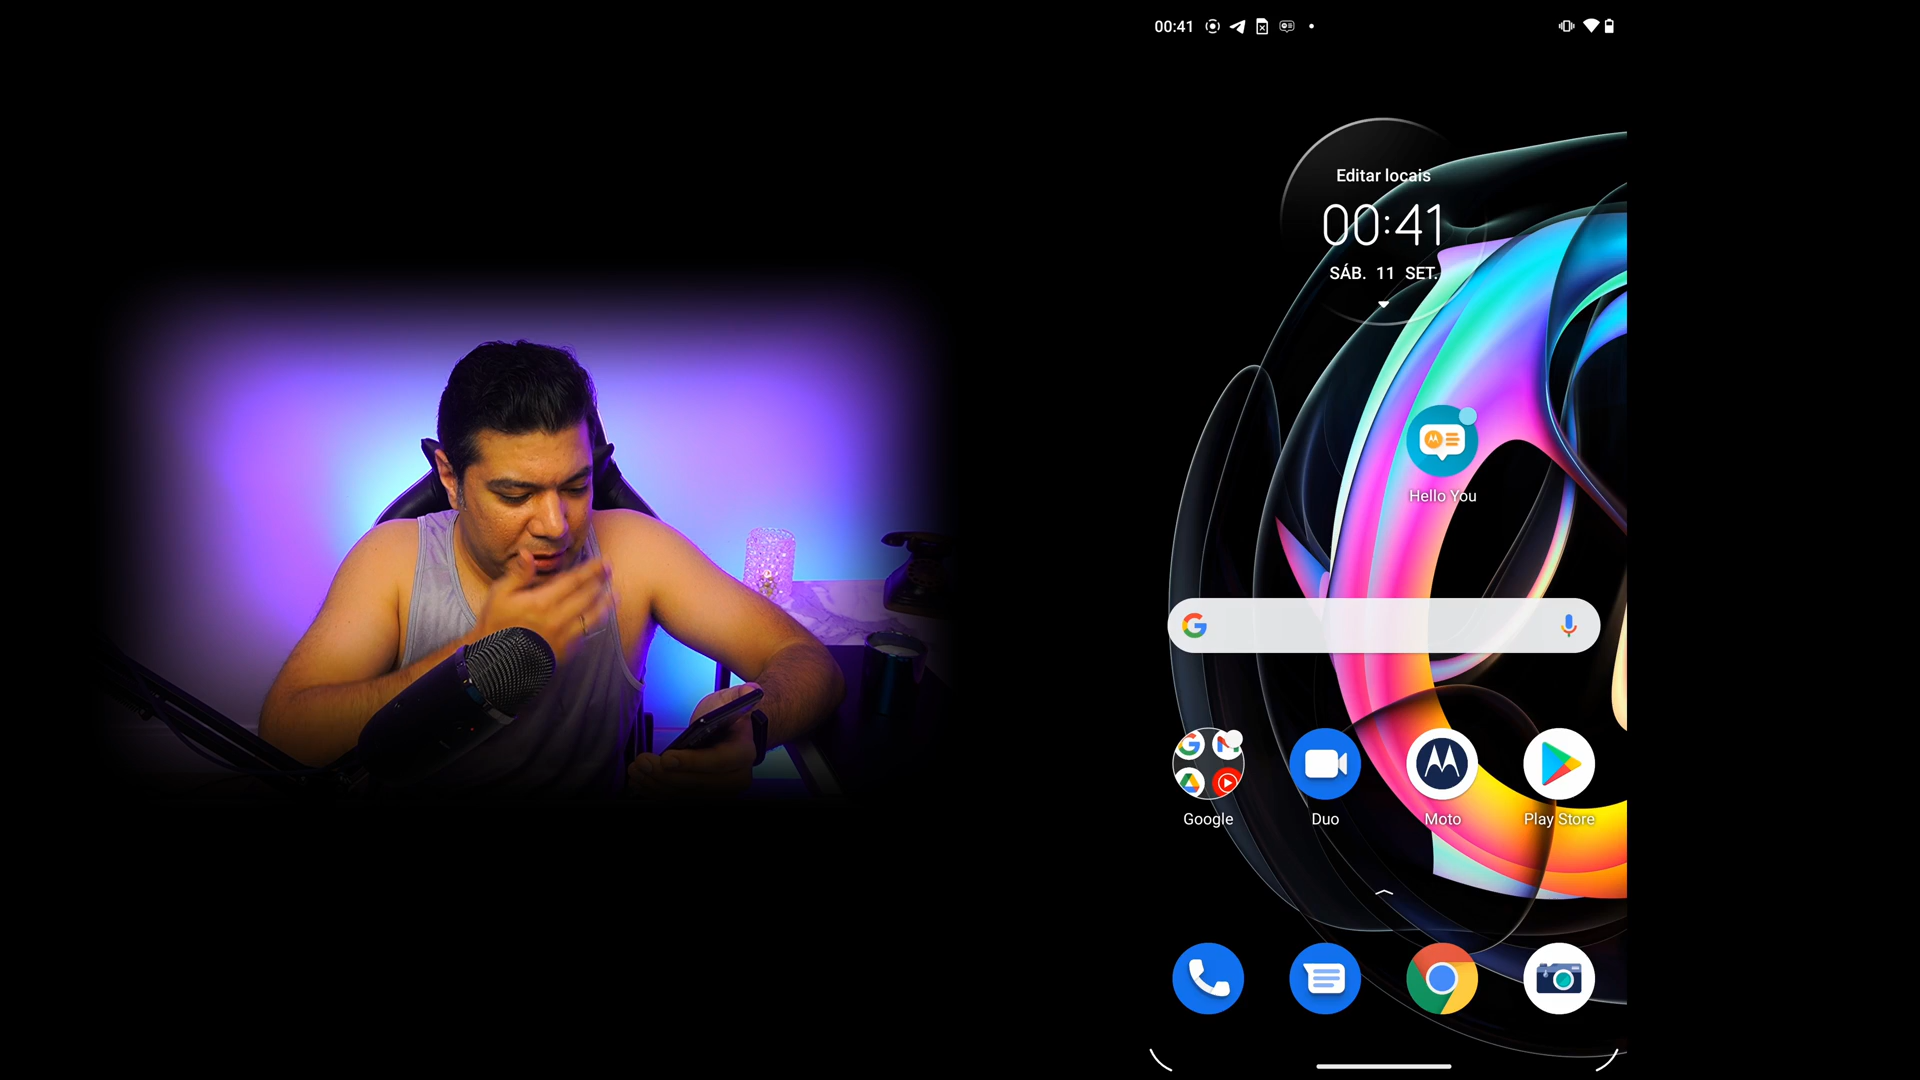 00:41
Editar locais
00:41
SÁB. 11 SET.
Hello You
Google
Duo
Moto
Play Store